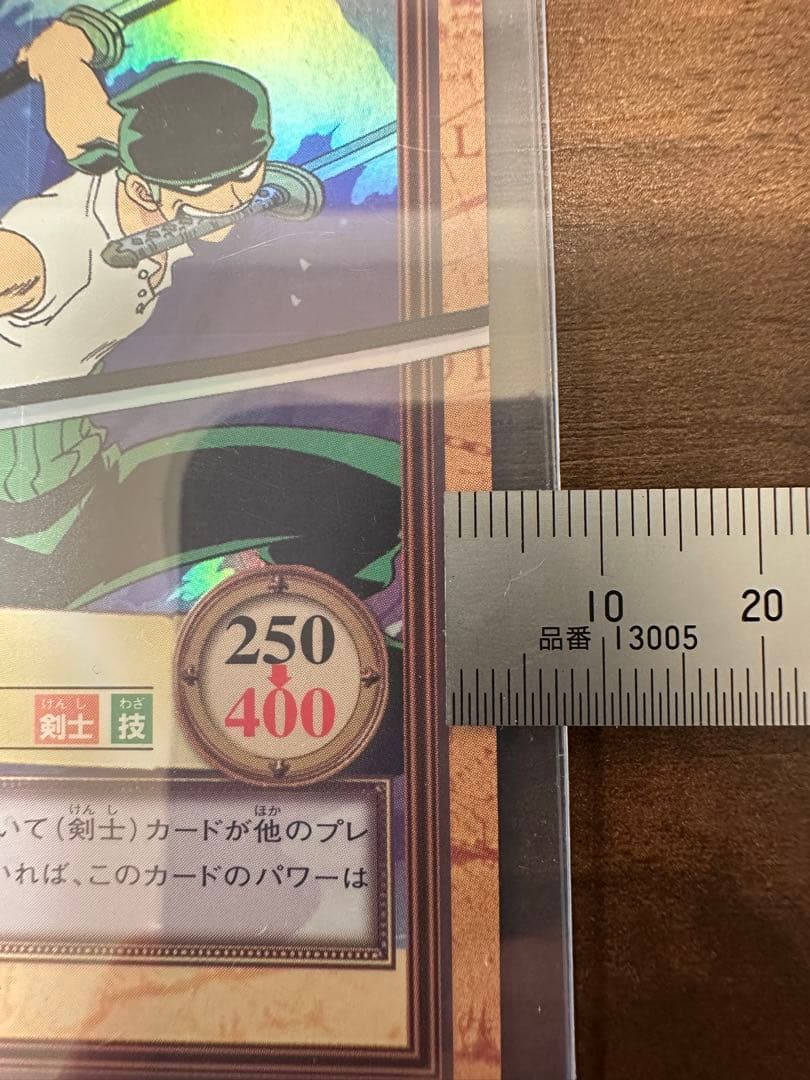 L
250
400
けんし わざ
剣士 技
10 20
品番 13005
けんし ほか
いて(剣士)カードが他のプレ
いれば、このカードのパワーは